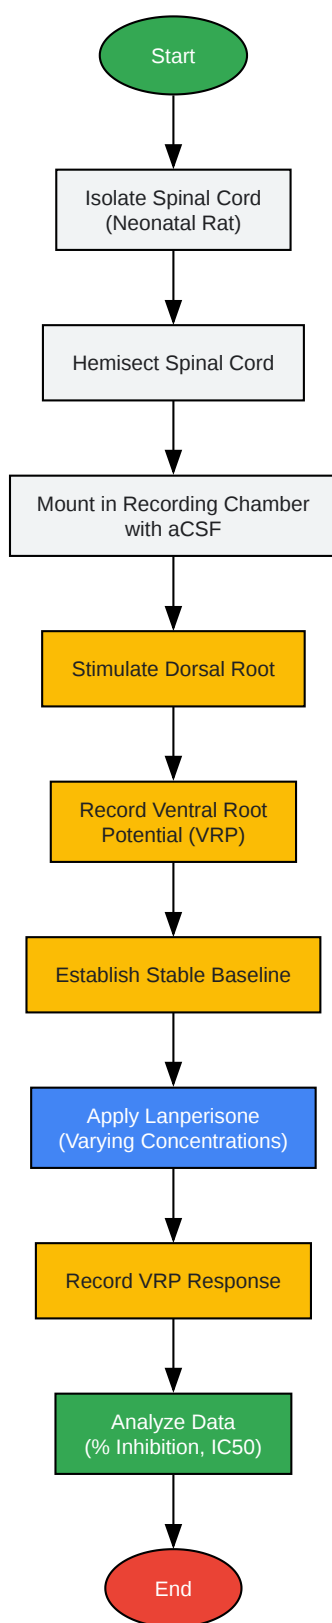 Start
Isolate Spinal Cord
(Neonatal Rat)
Hemisect Spinal Cord
Mount in Recording Chamber
with aCSF
Stimulate Dorsal Root
Record Ventral Root
Potential (VRP)
Establish Stable Baseline
Apply Lanperisone
(Varying Concentrations)
Record VRP Response
Analyze Data
(% Inhibition, IC50)
End